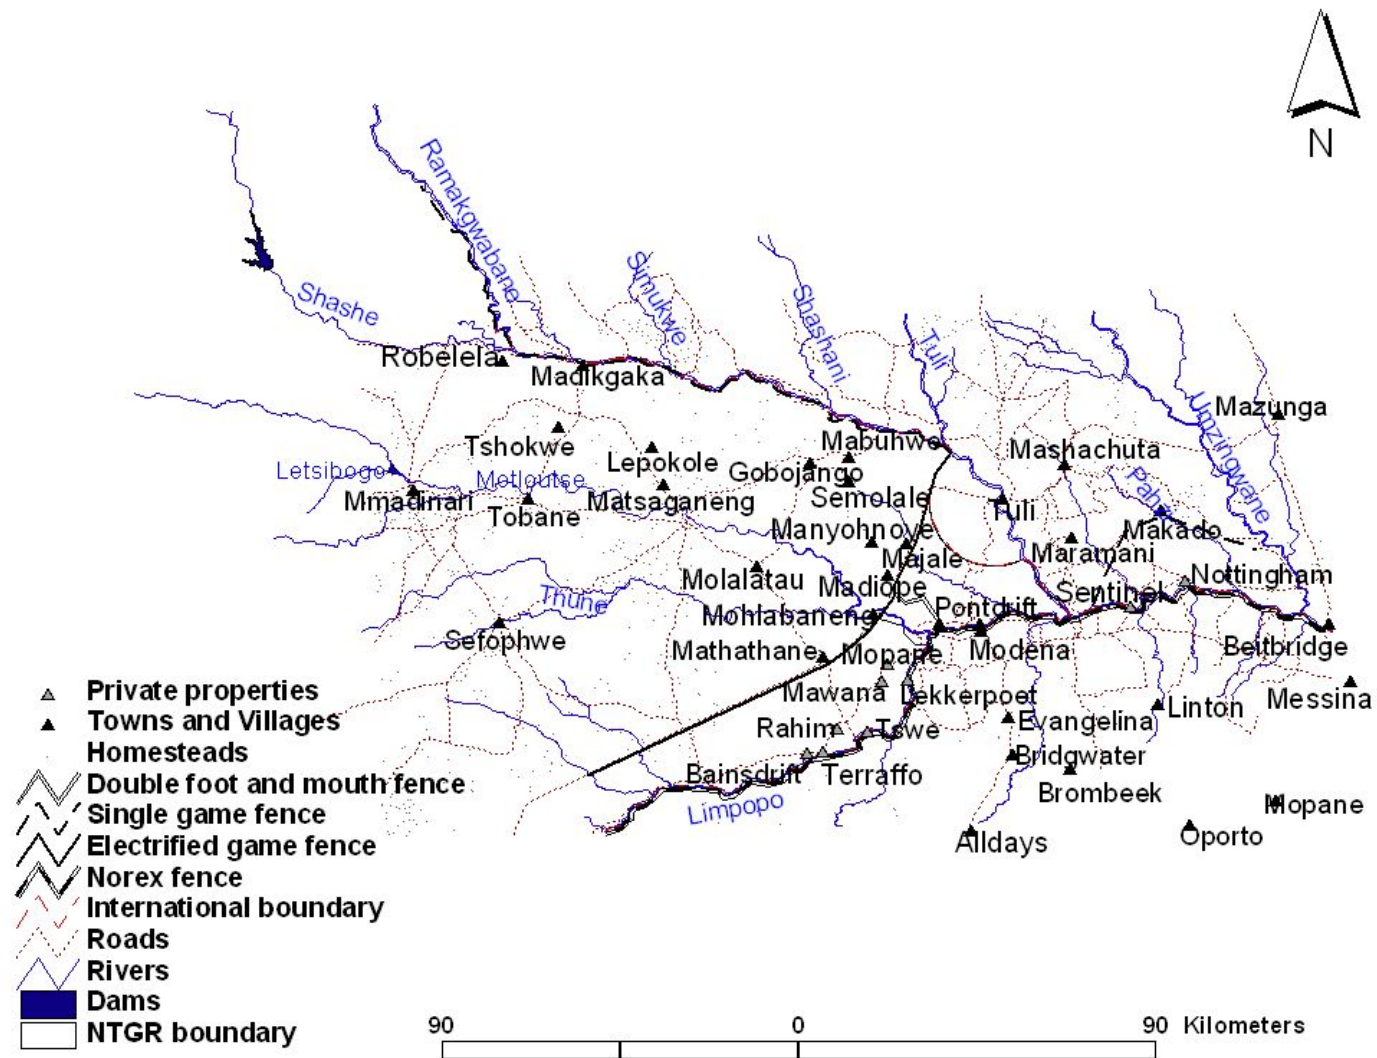 N
Ramakgwabane
Simukwe
Shashani
Shashe
Tuli
Robelela
Madikgaka
Umzingwane
Mazunga
Tshokwe
Lepokole
Mabuhwe
Gobojango
Mashachuta
Letsibogo
Motloutse
Mmadinari
Tobane
Matsaganeng
Semolale
Tuli
Pahzi
Makado
Manyohnove
Majale
Maramani
Molalatau
Madiope
Sentinel
Nottingham
Thune
Mohlabaneng
Pontdrift
Sefophwe
Mathathane
Mopane
Modena
Beitbridge
Mawana
Lekkerpoet
Messina
Rahim
Tswe
Evangelina
Linton
Bainsdrift
Terraffo
Bridgwater
Limpopo
Brombeek
Mopane
Alldays
Oporto
Private properties
Towns and Villages
Homesteads
Double foot and mouth fence
Single game fence
Electrified game fence
Norex fence
International boundary
Roads
Rivers
Dams
NTGR boundary
90 0 90 Kilometers